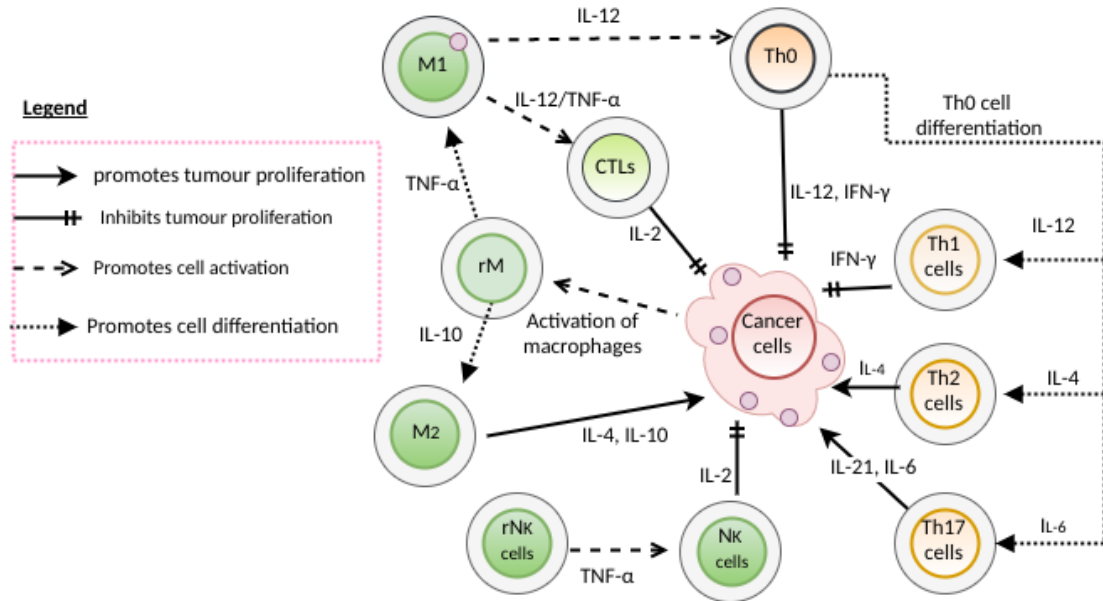 IL-12
M1
Th0
Legend
IL-12/TNF-α
Th0 cell
differentiation
promotes tumour proliferation
CTLs
TNF-α
IL-12, IFN-γ
Inhibits tumour proliferation
IL-2
Th1
cells
IL-12
IFN-γ
rM
Promotes cell activation
Activation of
macrophages
Cancer
cells
Promotes cell differentiation
IL-10
IL-4
Th2
cells
IL-4
M2
IL-4, IL-10
IL-21, IL-6
IL-2
rNK
cells
NK
cells
Th17
cells
IL-6
TNF-α